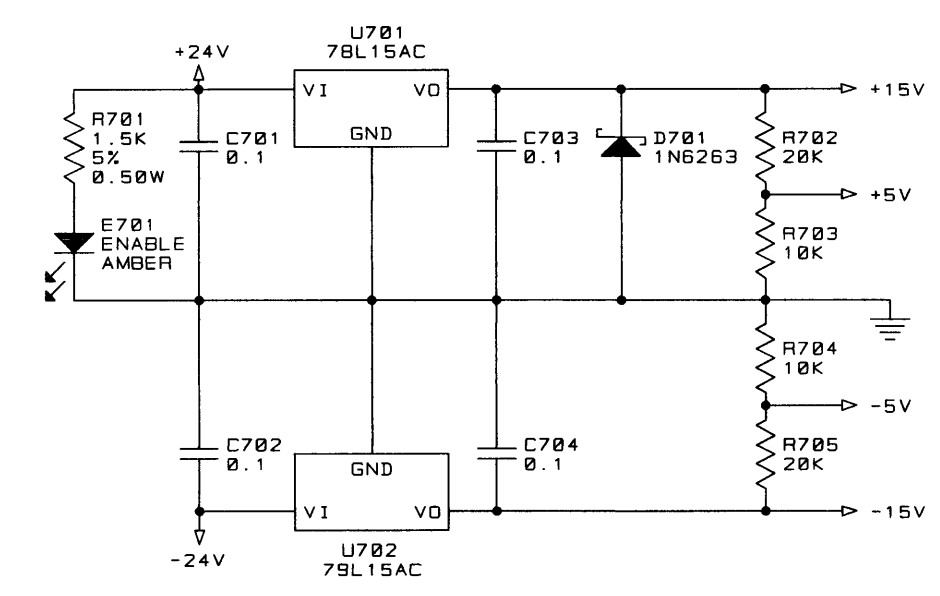 U701
78L15AC
+24V
VI
VO
GND
+15V
R701
1.5K
5%
0.50W
C701
0.1
C703
0.1
D701
1N6263
R702
20K
+5V
E701
ENABLE
AMBER
R703
10K
R704
10K
-5V
C702
0.1
C704
0.1
R705
20K
GND
VI
VO
-15V
-24V
U702
79L15AC